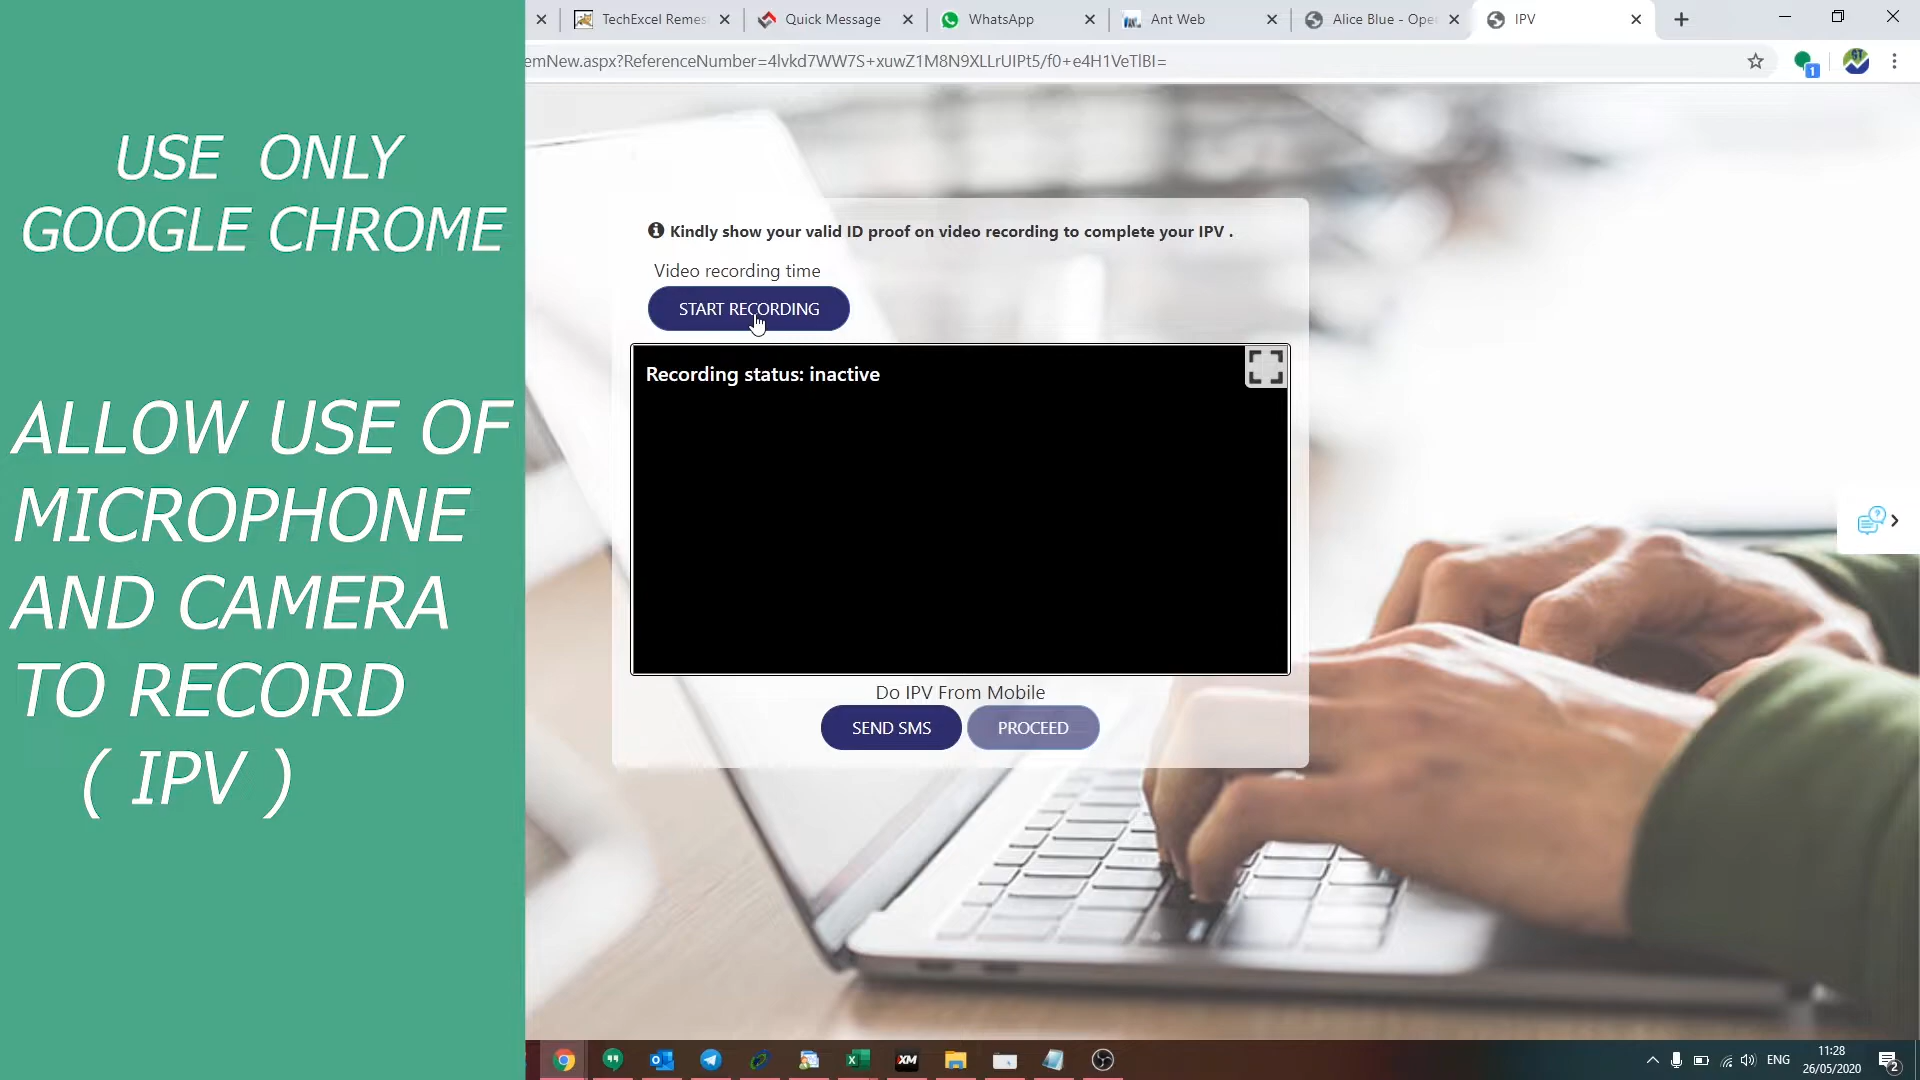 USE ONLY
GOOGLE CHROME
ALLOW USE OF
MICROPHONE
AND CAMERA
TO RECORD
( IPV )
TechExcel Remes
Quick Message
WhatsApp
Ant Web
Alice Blue - Ope
IPV
emNew.aspx?ReferenceNumber=4lvkd7WW7S+xuwZ1M8N9XLLrUIPt5/f0+e4H1VeTlBI=
1
Kindly show your valid ID proof on video recording to complete your IPV .
Video recording time
START RECORDING
Recording status: inactive
Do IPV From Mobile
SEND SMS PROCEED
XM
ENG
11:28
26/05/2020
2